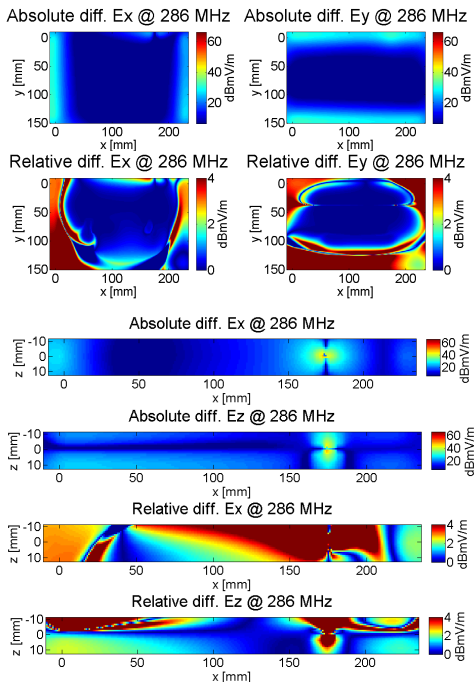 Absolute diff. Ex @ 286 MHz
Absolute diff. Ey @ 286 MHz
0
50
100
150
y [mm]
0 100 200
x [mm]
60
40
20
dBmV/m
0
50
100
150
y [mm]
0 100 200
x [mm]
60
40
20
dBmV/m
Relative diff. Ex @ 286 MHz
Relative diff. Ey @ 286 MHz
0
50
100
150
y [mm]
0 100 200
x [mm]
4
2
0
dBmV/m
0
50
100
150
y [mm]
0 100 200
x [mm]
4
2
0
dBmV/m
Absolute diff. Ex @ 286 MHz
-10
0
10
z [mm]
0 50 100 150 200
x [mm]
60
40
20
dBmV/m
Absolute diff. Ez @ 286 MHz
-10
0
10
z [mm]
0 50 100 150 200
x [mm]
60
40
20
dBmV/m
Relative diff. Ex @ 286 MHz
-10
0
10
z [mm]
0 50 100 150 200
x [mm]
4
2
0
dBmV/m
Relative diff. Ez @ 286 MHz
-10
0
10
z [mm]
0 50 100 150 200
x [mm]
4
2
0
dBmV/m